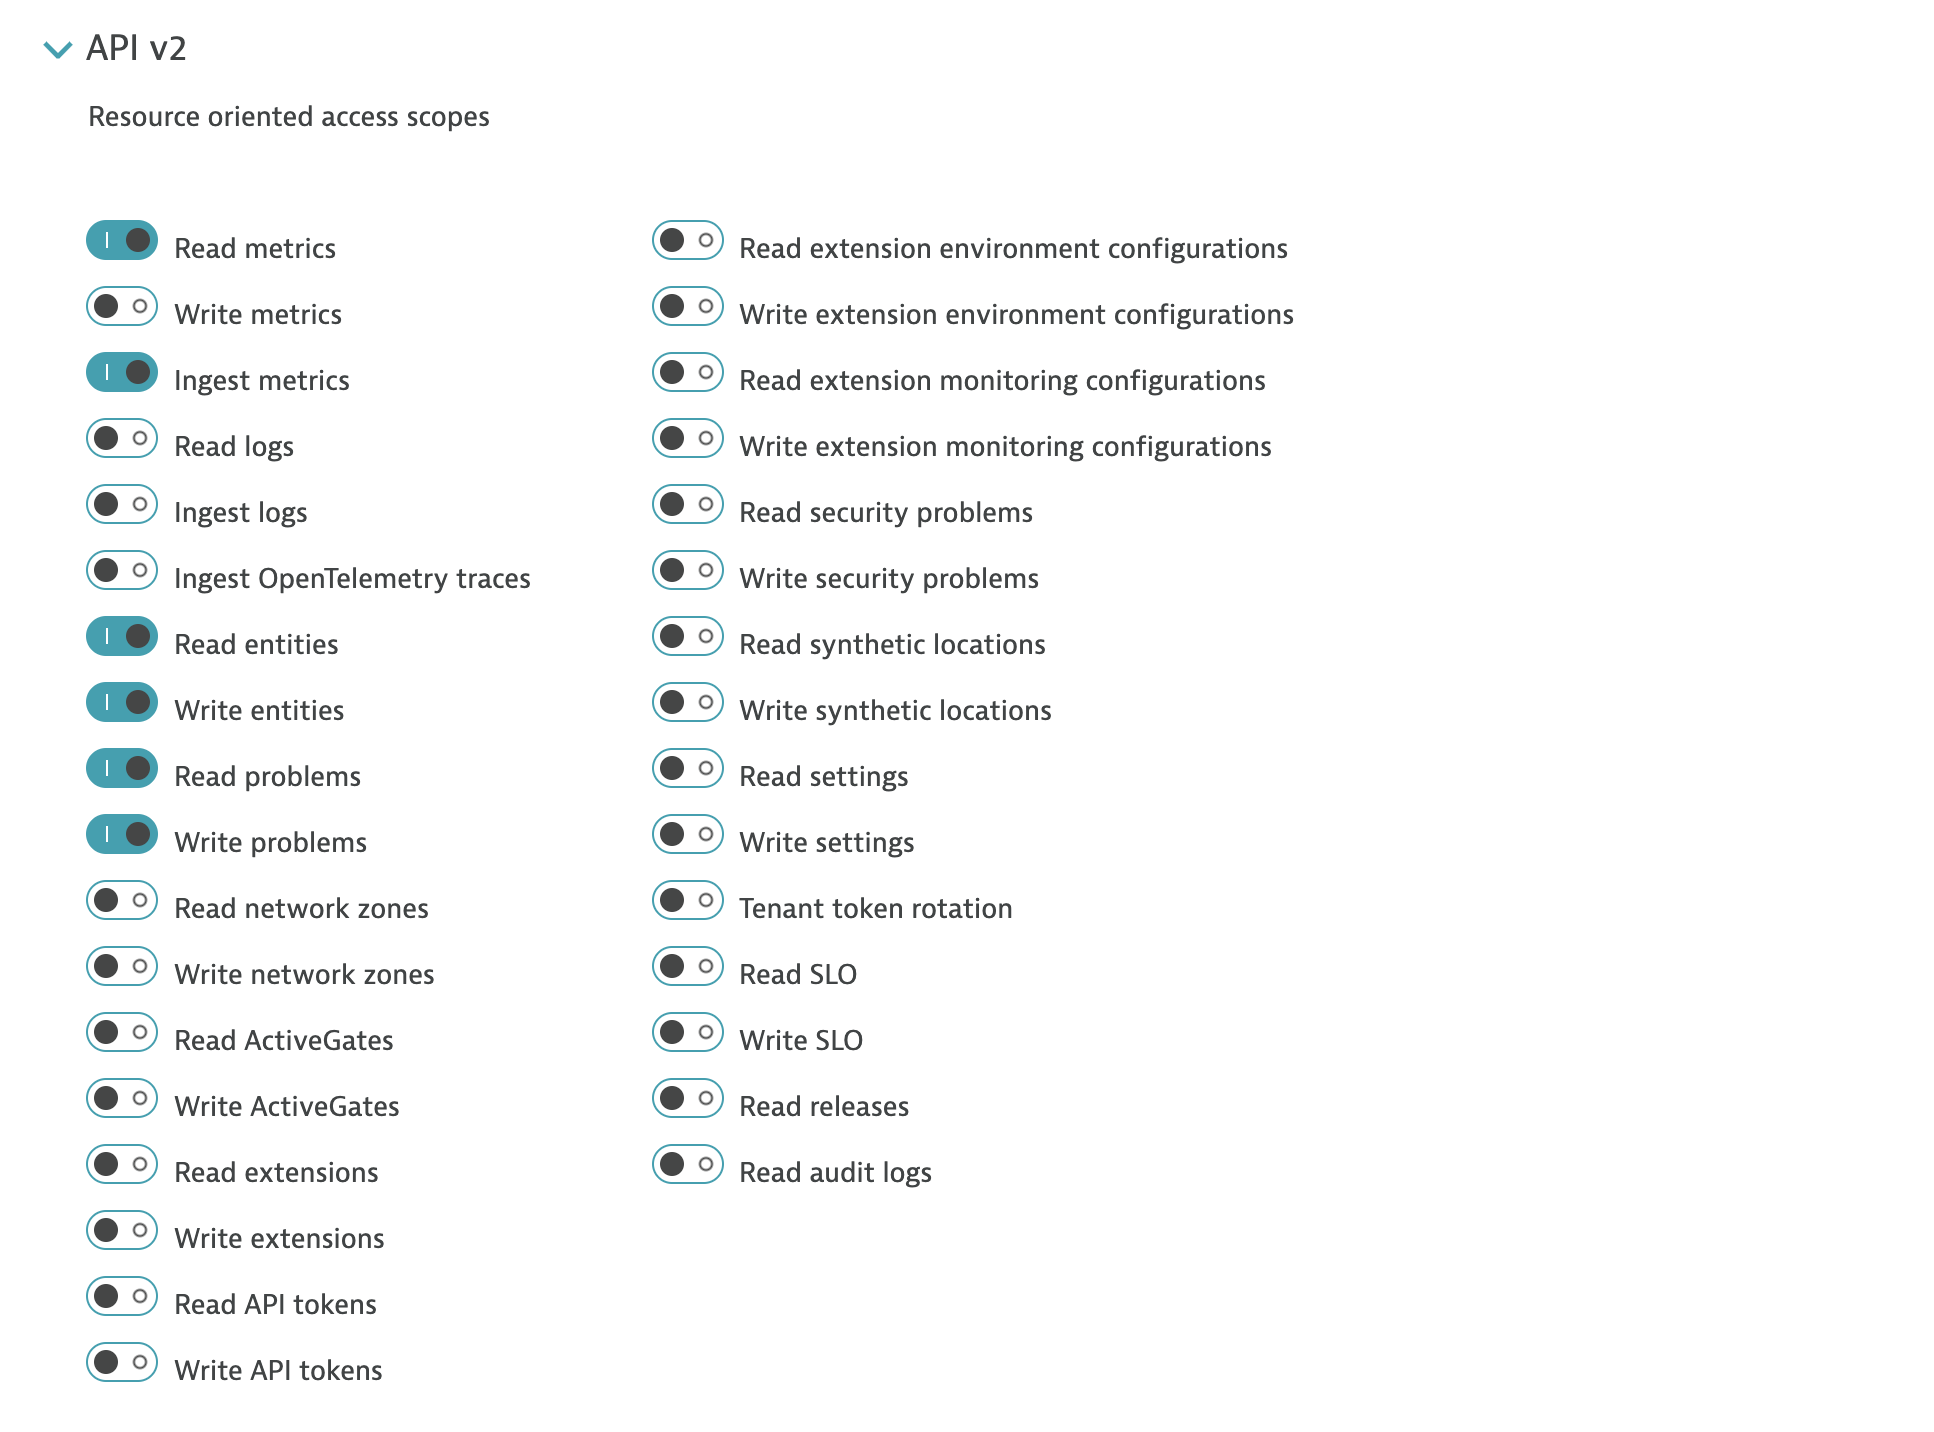 API v2
Resource oriented access scopes
Read metrics
Write metrics
Ingest metrics
Read logs
Ingest logs
Ingest OpenTelemetry traces
Read entities
Write entities
Read problems
Write problems
Read network zones
Write network zones
Read ActiveGates
Write ActiveGates
Read extensions
Write extensions
Read API tokens
Write API tokens
Read extension environment configurations
Write extension environment configurations
Read extension monitoring configurations
Write extension monitoring configurations
Read security problems
Write security problems
Read synthetic locations
Write synthetic locations
Read settings
Write settings
Tenant token rotation
Read SLO
Write SLO
Read releases
Read audit logs